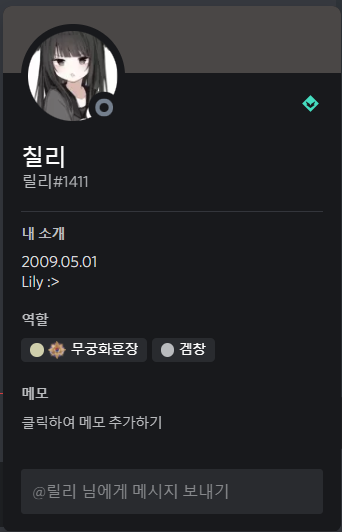 칠리
릴리#1411
내 소개
2009.05.01
Lily :>
역할
무궁화훈장 겜창
메모
클릭하여 메모 추가하기
@릴리 님에게 메시지 보내기